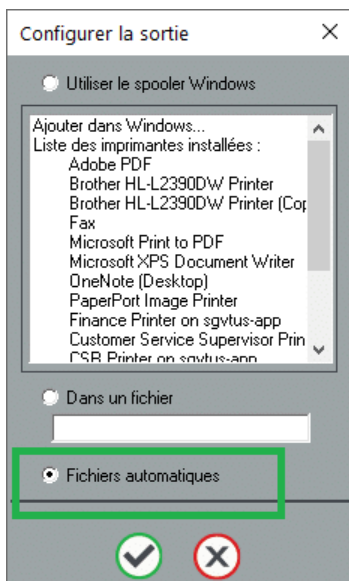 Configurer la sortie
Utiliser le spooler Windows
Ajouter dans Windows...
Liste des imprimantes installées :
Adobe PDF
Brother HL-L2390DW Printer
Brother HL-L2390DW Printer (Cop
Fax
Microsoft Print to PDF
Microsoft XPS Document Writer
OneNote (Desktop)
PaperPort Image Printer
Finance Printer on sgvtus-app
Customer Service Supervisor Prin
CSR Printer on sgvtus-app
Dans un fichier
Fichiers automatiques